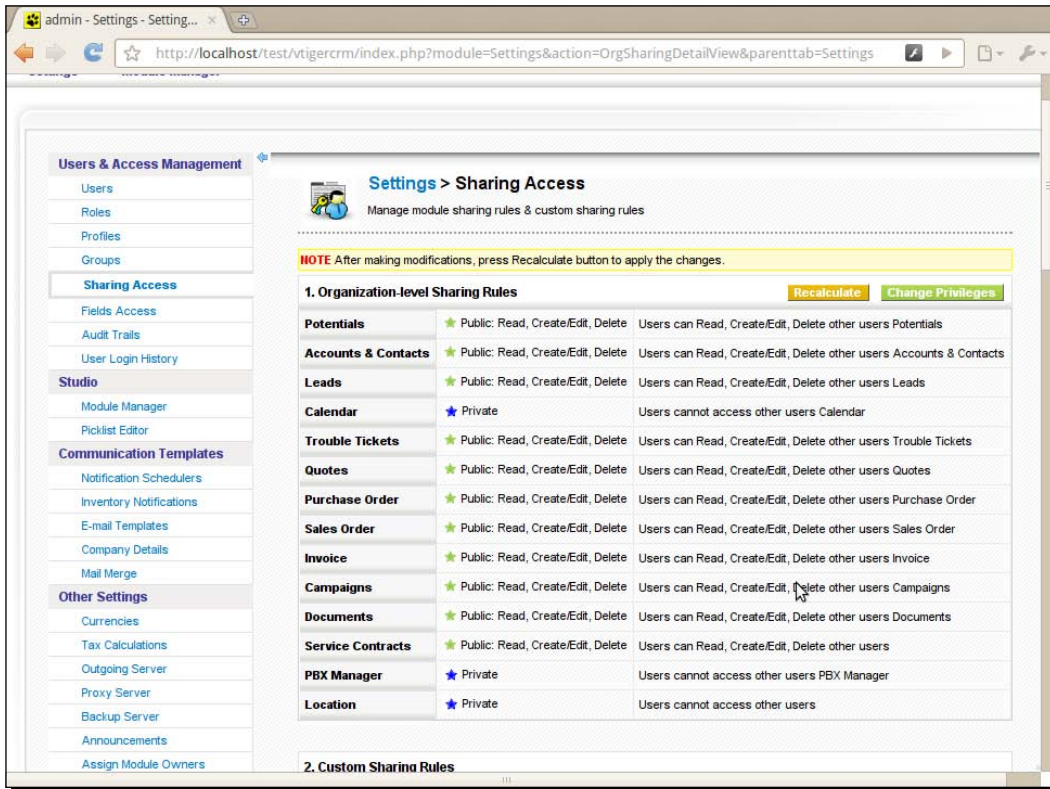 admin - Settings - Setting...
http://localhost/test/vtigercrm/index.php?module=Settings&action=OrgSharingDetailView&parenttab=Settings
Users & Access Management
Users
Roles
Profiles
Groups
Sharing Access
Fields Access
Audit Trails
User Login History
Studio
Module Manager
Picklist Editor
Communication Templates
Notification Schedulers
Inventory Notifications
E-mail Templates
Company Details
Mail Merge
Other Settings
Currencies
Tax Calculations
Outgoing Server
Proxy Server
Backup Server
Announcements
Assign Module Owners
Settings > Sharing Access
Manage module sharing rules & custom sharing rules
NOTE After making modifications, press Recalculate button to apply the changes.
1. Organization-level Sharing Rules Recalculate Change Privileges
Potentials Public: Read, Create/Edit, Delete Users can Read, Create/Edit, Delete other users Potentials
Accounts & Contacts Public: Read, Create/Edit, Delete Users can Read, Create/Edit, Delete other users Accounts & Contacts
Leads Public: Read, Create/Edit, Delete Users can Read, Create/Edit, Delete other users Leads
Calendar Private Users cannot access other users Calendar
Trouble Tickets Public: Read, Create/Edit, Delete Users can Read, Create/Edit, Delete other users Trouble Tickets
Quotes Public: Read, Create/Edit, Delete Users can Read, Create/Edit, Delete other users Quotes
Purchase Order Public: Read, Create/Edit, Delete Users can Read, Create/Edit, Delete other users Purchase Order
Sales Order Public: Read, Create/Edit, Delete Users can Read, Create/Edit, Delete other users Sales Order
Invoice Public: Read, Create/Edit, Delete Users can Read, Create/Edit, Delete other users Invoice
Campaigns Public: Read, Create/Edit, Delete Users can Read, Create/Edit, Delete other users Campaigns
Documents Public: Read, Create/Edit, Delete Users can Read, Create/Edit, Delete other users Documents
Service Contracts Public: Read, Create/Edit, Delete Users can Read, Create/Edit, Delete other users
PBX Manager Private Users cannot access other users PBX Manager
Location Private Users cannot access other users
2. Custom Sharing Rules